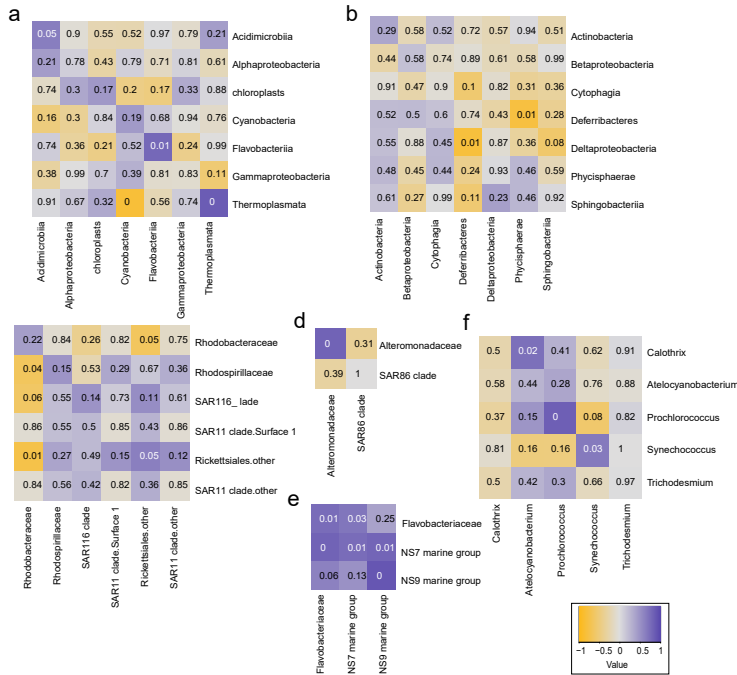 a
0.05 0.9 0.55 0.52 0.97 0.79 0.21 Acidimicrobiia
0.21 0.78 0.43 0.79 0.71 0.81 0.61 Alphaproteobacteria
0.74 0.3 0.17 0.2 0.17 0.33 0.88 chloroplasts
0.16 0.3 0.84 0.19 0.68 0.94 0.76 Cyanobacteria
0.74 0.36 0.21 0.52 0.01 0.24 0.99 Flavobacteriia
0.38 0.99 0.7 0.39 0.81 0.83 0.11 Gammaproteobacteria
0.91 0.67 0.32 0 0.56 0.74 0 Thermoplasmata
Acidimicrobiia
Alphaproteobacteria
chloroplasts
Cyanobacteria
Flavobacteriia
Gammaproteobacteria
Thermoplasmata
b
0.29 0.58 0.52 0.72 0.57 0.94 0.51 Actinobacteria
0.44 0.58 0.74 0.89 0.61 0.58 0.99 Betaproteobacteria
0.91 0.47 0.9 0.1 0.82 0.31 0.36 Cytophagia
0.52 0.5 0.6 0.74 0.43 0.01 0.28 Deferribacteres
0.55 0.88 0.45 0.01 0.87 0.36 0.08 Deltaproteobacteria
0.48 0.45 0.44 0.24 0.93 0.46 0.59 Phycisphaerae
0.61 0.27 0.99 0.11 0.23 0.46 0.92 Sphingobacteriia
Actinobacteria
Betaproteobacteria
Cytophagia
Deferribacteres
Deltaproteobacteria
Phycisphaerae
Sphingobacteriia
0.22 0.84 0.26 0.82 0.05 0.75 Rhodobacteraceae
0.04 0.15 0.53 0.29 0.67 0.36 Rhodospirillaceae
0.06 0.55 0.14 0.73 0.11 0.61 SAR116_ lade
0.86 0.55 0.5 0.85 0.43 0.86 SAR11 clade.Surface 1
0.01 0.27 0.49 0.15 0.05 0.12 Rickettsiales.other
0.84 0.56 0.42 0.82 0.36 0.85 SAR11 clade.other
Rhodobacteraceae
Rhodospirillaceae
SAR116 clade
SAR11 clade.Surface 1
Rickettsiales.other
SAR11 clade.other
d
0 0.31 Alteromonadaceae
0.39 1 SAR86 clade
Alteromonadaceae
SAR86 clade
e
0.01 0.03 0.25 Flavobacteriaceae
0 0.01 0.01 NS7 marine group
0.06 0.13 0 NS9 marine group
Flavobacteriaceae
NS7 marine group
NS9 marine group
f
0.5 0.02 0.41 0.62 0.91 Calothrix
0.58 0.44 0.28 0.76 0.88 Atelocyanobacterium
0.37 0.15 0 0.08 0.82 Prochlorococcus
0.81 0.16 0.16 0.03 1 Synechococcus
0.5 0.42 0.3 0.66 0.97 Trichodesmium
Calothrix
Atelocyanobacterium
Prochlorococcus
Synechococcus
Trichodesmium
−1 −0.5 0 0.5 1
Value